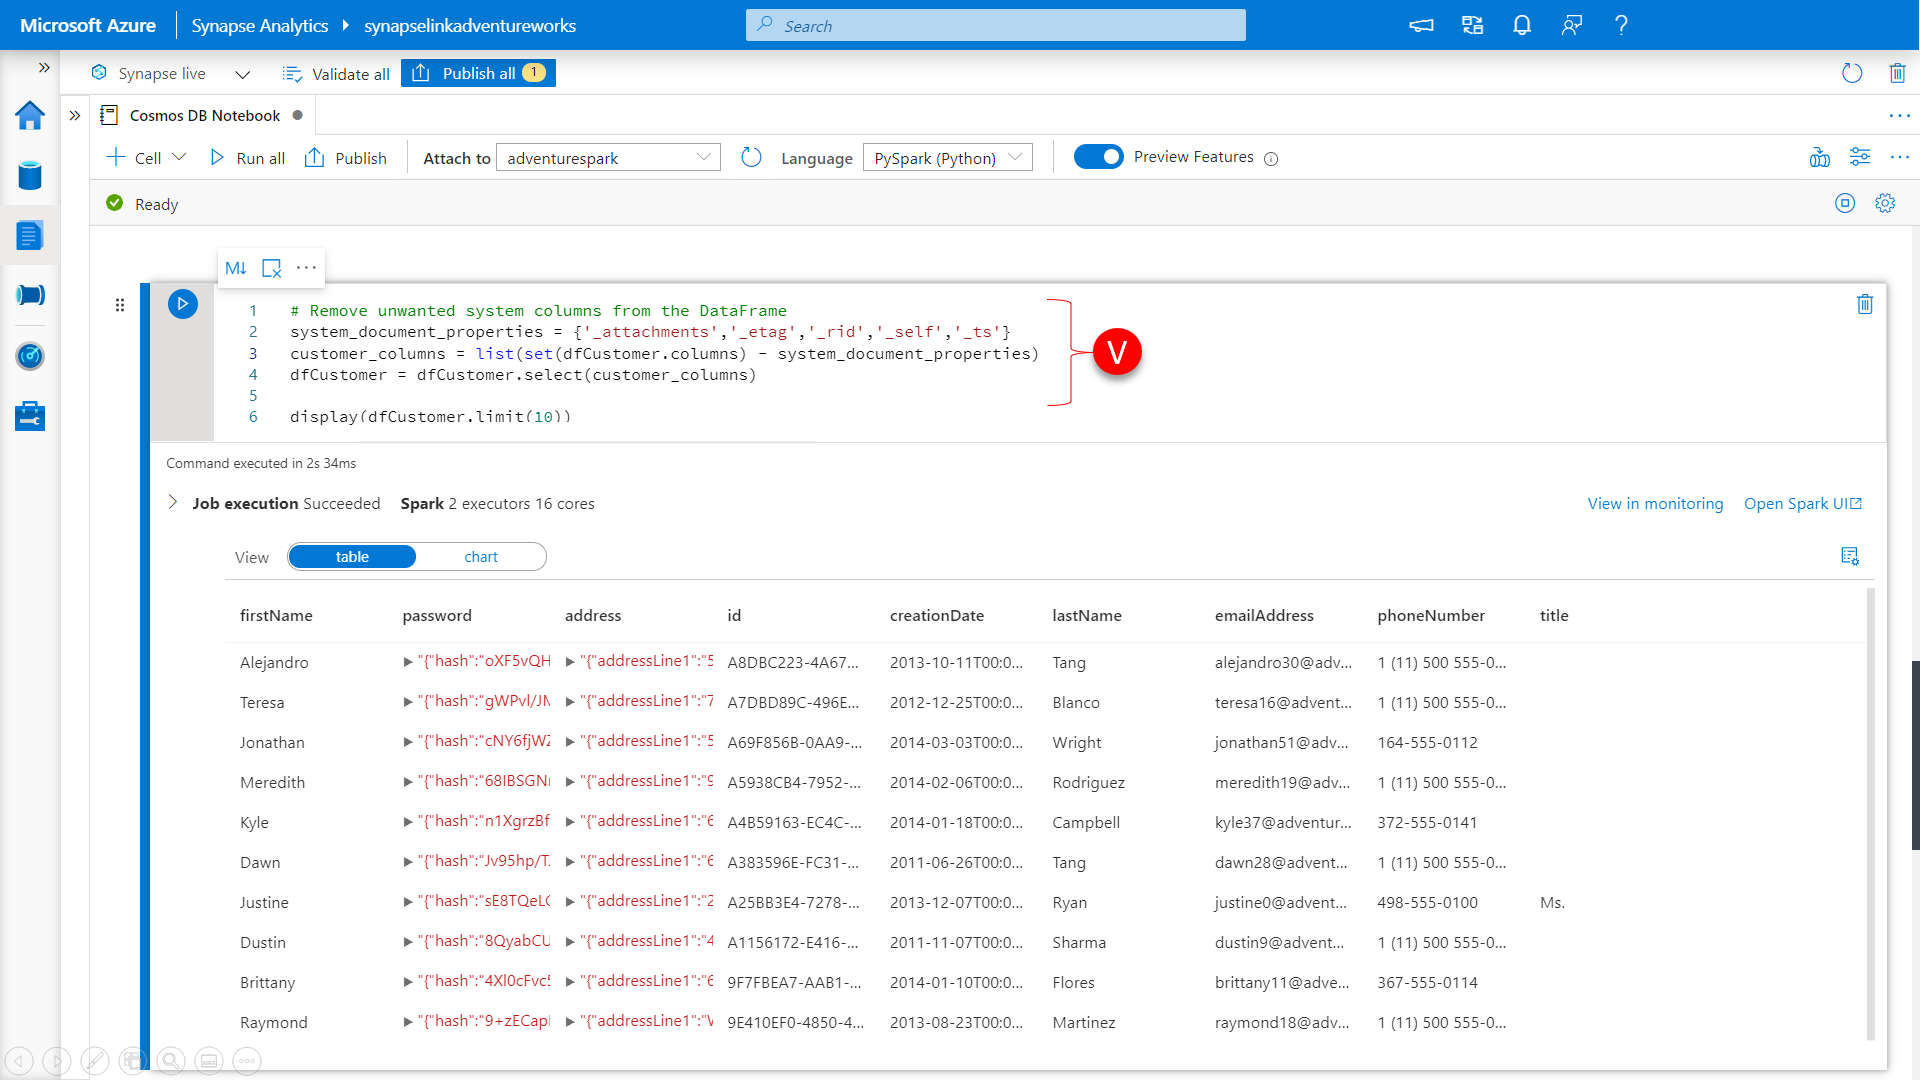 Microsoft Azure
Synapse Analytics
synapselinkadventureworks
Search
Synapse live
Validate all
Publish all 1
Cosmos DB Notebook
Cell
Run all
Publish
Attach to adventurespark
Language PySpark (Python)
Preview Features
Ready
M↓
1 # Remove unwanted system columns from the DataFrame
2 system_document_properties = {'_attachments','_etag','_rid','_self','_ts'}
3 customer_columns = list(set(dfCustomer.columns) - system_document_properties)
4 dfCustomer = dfCustomer.select(customer_columns)
5
6 display(dfCustomer.limit(10))
V
Command executed in 2s 34ms
Job execution Succeeded Spark 2 executors 16 cores
View in monitoring
Open Spark UI
View table chart
firstName password address id creationDate lastName emailAddress phoneNumber title
Alejandro "{"hash":"oXF5vQH "{"addressLine1":"5 A8DBC223-4A67... 2013-10-11T00:0... Tang alejandro30@adv... 1 (11) 500 555-0...
Teresa "{"hash":"gWPvl/JM "{"addressLine1":"7 A7DBD89C-496E... 2012-12-25T00:0... Blanco teresa16@advent... 1 (11) 500 555-0...
Jonathan "{"hash":"cNY6fjWZ "{"addressLine1":"5 A69F856B-0AA9-... 2014-03-03T00:0... Wright jonathan51@adv... 164-555-0112
Meredith "{"hash":"68IBSGN "{"addressLine1":"9 A5938CB4-7952-... 2014-02-06T00:0... Rodriguez meredith19@adv... 1 (11) 500 555-0...
Kyle "{"hash":"n1XgrzBf "{"addressLine1":"6 A4B59163-EC4C-... 2014-01-18T00:0... Campbell kyle37@adventur... 372-555-0141
Dawn "{"hash":"Jv95hp/T. "{"addressLine1":"6 A383596E-FC31-... 2011-06-26T00:0... Tang dawn28@advent... 1 (11) 500 555-0...
Justine "{"hash":"sE8TQeL "{"addressLine1":"2 A25BB3E4-7278-... 2013-12-07T00:0... Ryan justine0@advent... 498-555-0100 Ms.
Dustin "{"hash":"8QyabCU "{"addressLine1":"4 A1156172-E416-... 2011-11-07T00:0... Sharma dustin9@advent... 1 (11) 500 555-0...
Brittany "{"hash":"4Xl0cFvc5 "{"addressLine1":"6 9F7FBEA7-AAB1-... 2014-01-10T00:0... Flores brittany11@adve... 367-555-0114
Raymond "{"hash":"9+zECap "{"addressLine1":"V 9E410EF0-4850-4... 2013-08-23T00:0... Martinez raymond18@adv... 1 (11) 500 555-0...